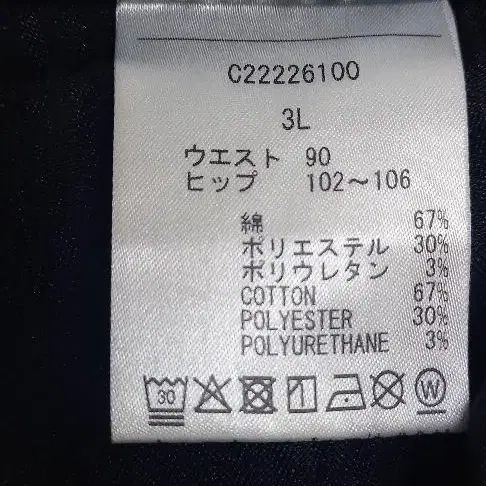 C22226100
3L
ウエスト 90
ヒップ 102～106
綿 67%
ポリエステル 30%
ポリウレタン 3%
COTTON 67%
POLYESTER 30%
POLYURETHANE 3%
30 W